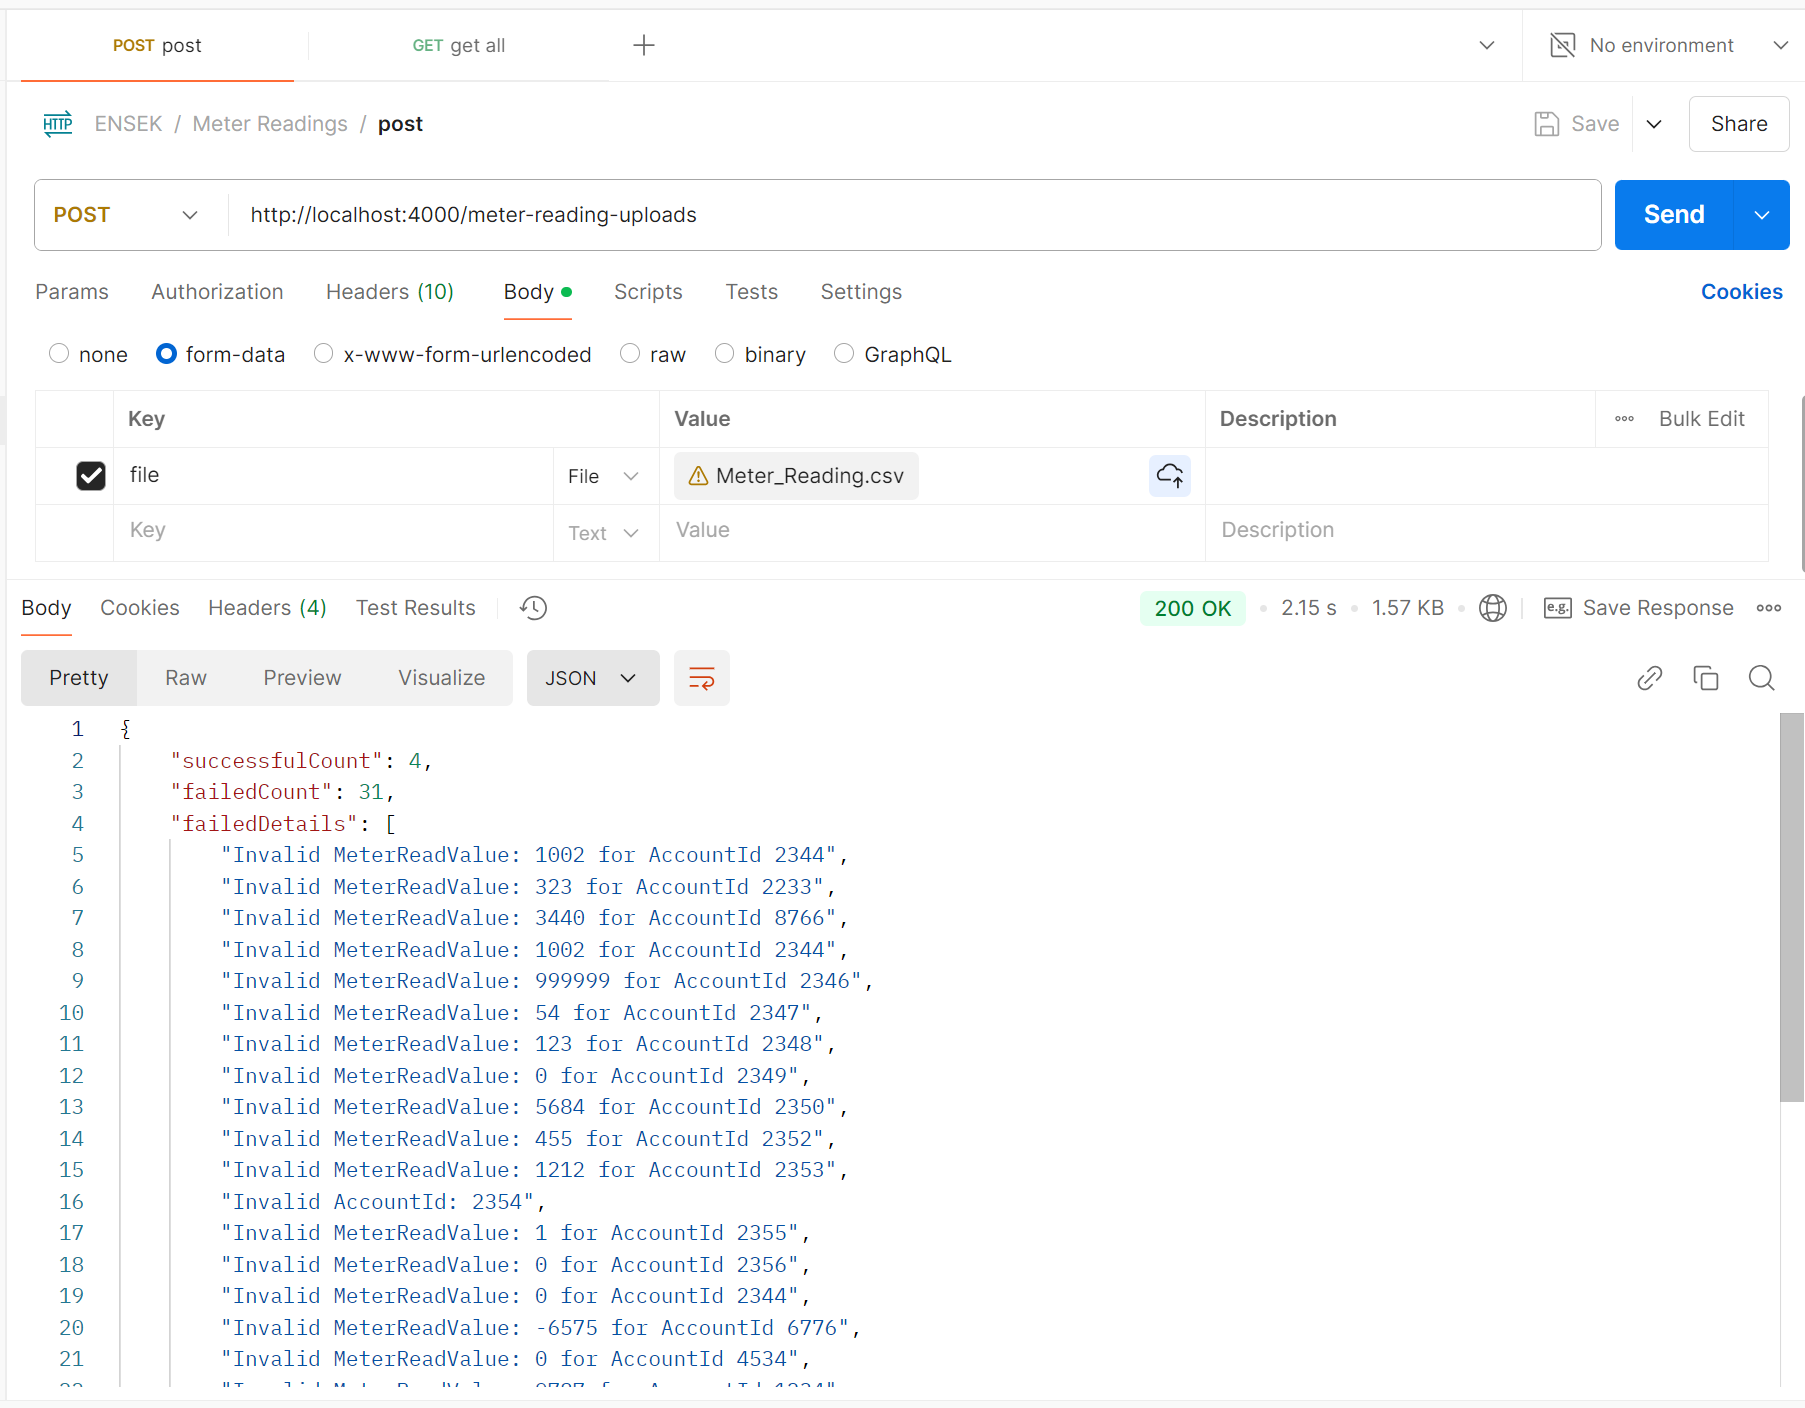 POST post GET get all No environment
HTTP ENSEK / Meter Readings / post Save Share
POST http://localhost:4000/meter-reading-uploads Send
Params Authorization Headers (10) Body Scripts Tests Settings Cookies
none form-data x-www-form-urlencoded raw binary GraphQL
Key Value Description Bulk Edit
file File Meter_Reading.csv
Key Text Value Description
Body Cookies Headers (4) Test Results 200 OK 2.15 s 1.57 KB e.g. Save Response
Pretty Raw Preview Visualize JSON
1 {
2 "successfulCount": 4,
3 "failedCount": 31,
4 "failedDetails": [
5 "Invalid MeterReadValue: 1002 for AccountId 2344",
6 "Invalid MeterReadValue: 323 for AccountId 2233",
7 "Invalid MeterReadValue: 3440 for AccountId 8766",
8 "Invalid MeterReadValue: 1002 for AccountId 2344",
9 "Invalid MeterReadValue: 999999 for AccountId 2346",
10 "Invalid MeterReadValue: 54 for AccountId 2347",
11 "Invalid MeterReadValue: 123 for AccountId 2348",
12 "Invalid MeterReadValue: 0 for AccountId 2349",
13 "Invalid MeterReadValue: 5684 for AccountId 2350",
14 "Invalid MeterReadValue: 455 for AccountId 2352",
15 "Invalid MeterReadValue: 1212 for AccountId 2353",
16 "Invalid AccountId: 2354",
17 "Invalid MeterReadValue: 1 for AccountId 2355",
18 "Invalid MeterReadValue: 0 for AccountId 2356",
19 "Invalid MeterReadValue: 0 for AccountId 2344",
20 "Invalid MeterReadValue: -6575 for AccountId 6776",
21 "Invalid MeterReadValue: 0 for AccountId 4534",